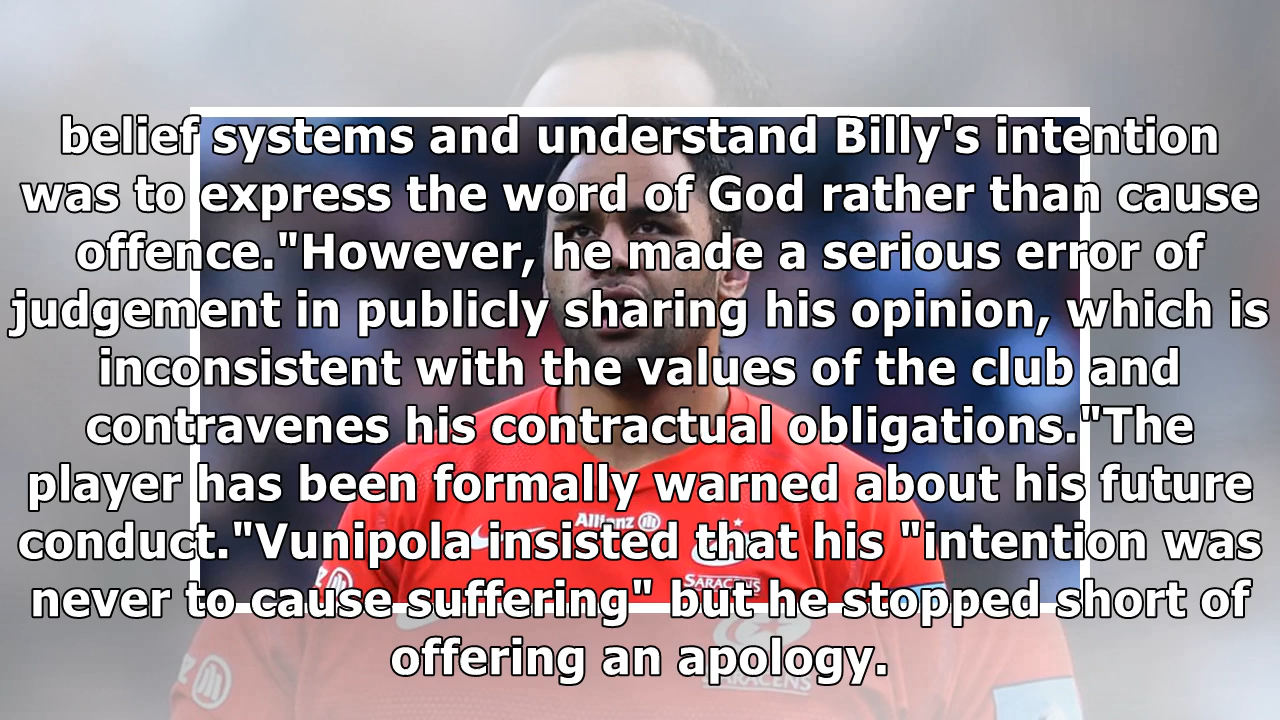 belief systems and understand Billy's intention
was to express the word of God rather than cause
offence."However, he made a serious error of
judgement in publicly sharing his opinion, which is
inconsistent with the values of the club and
contravenes his contractual obligations."The
player has been formally warned about his future
conduct."Vunipola insisted that his "intention was
never to cause suffering" but he stopped short of
offering an apology.
Allianz
SARACENS
SARACENS